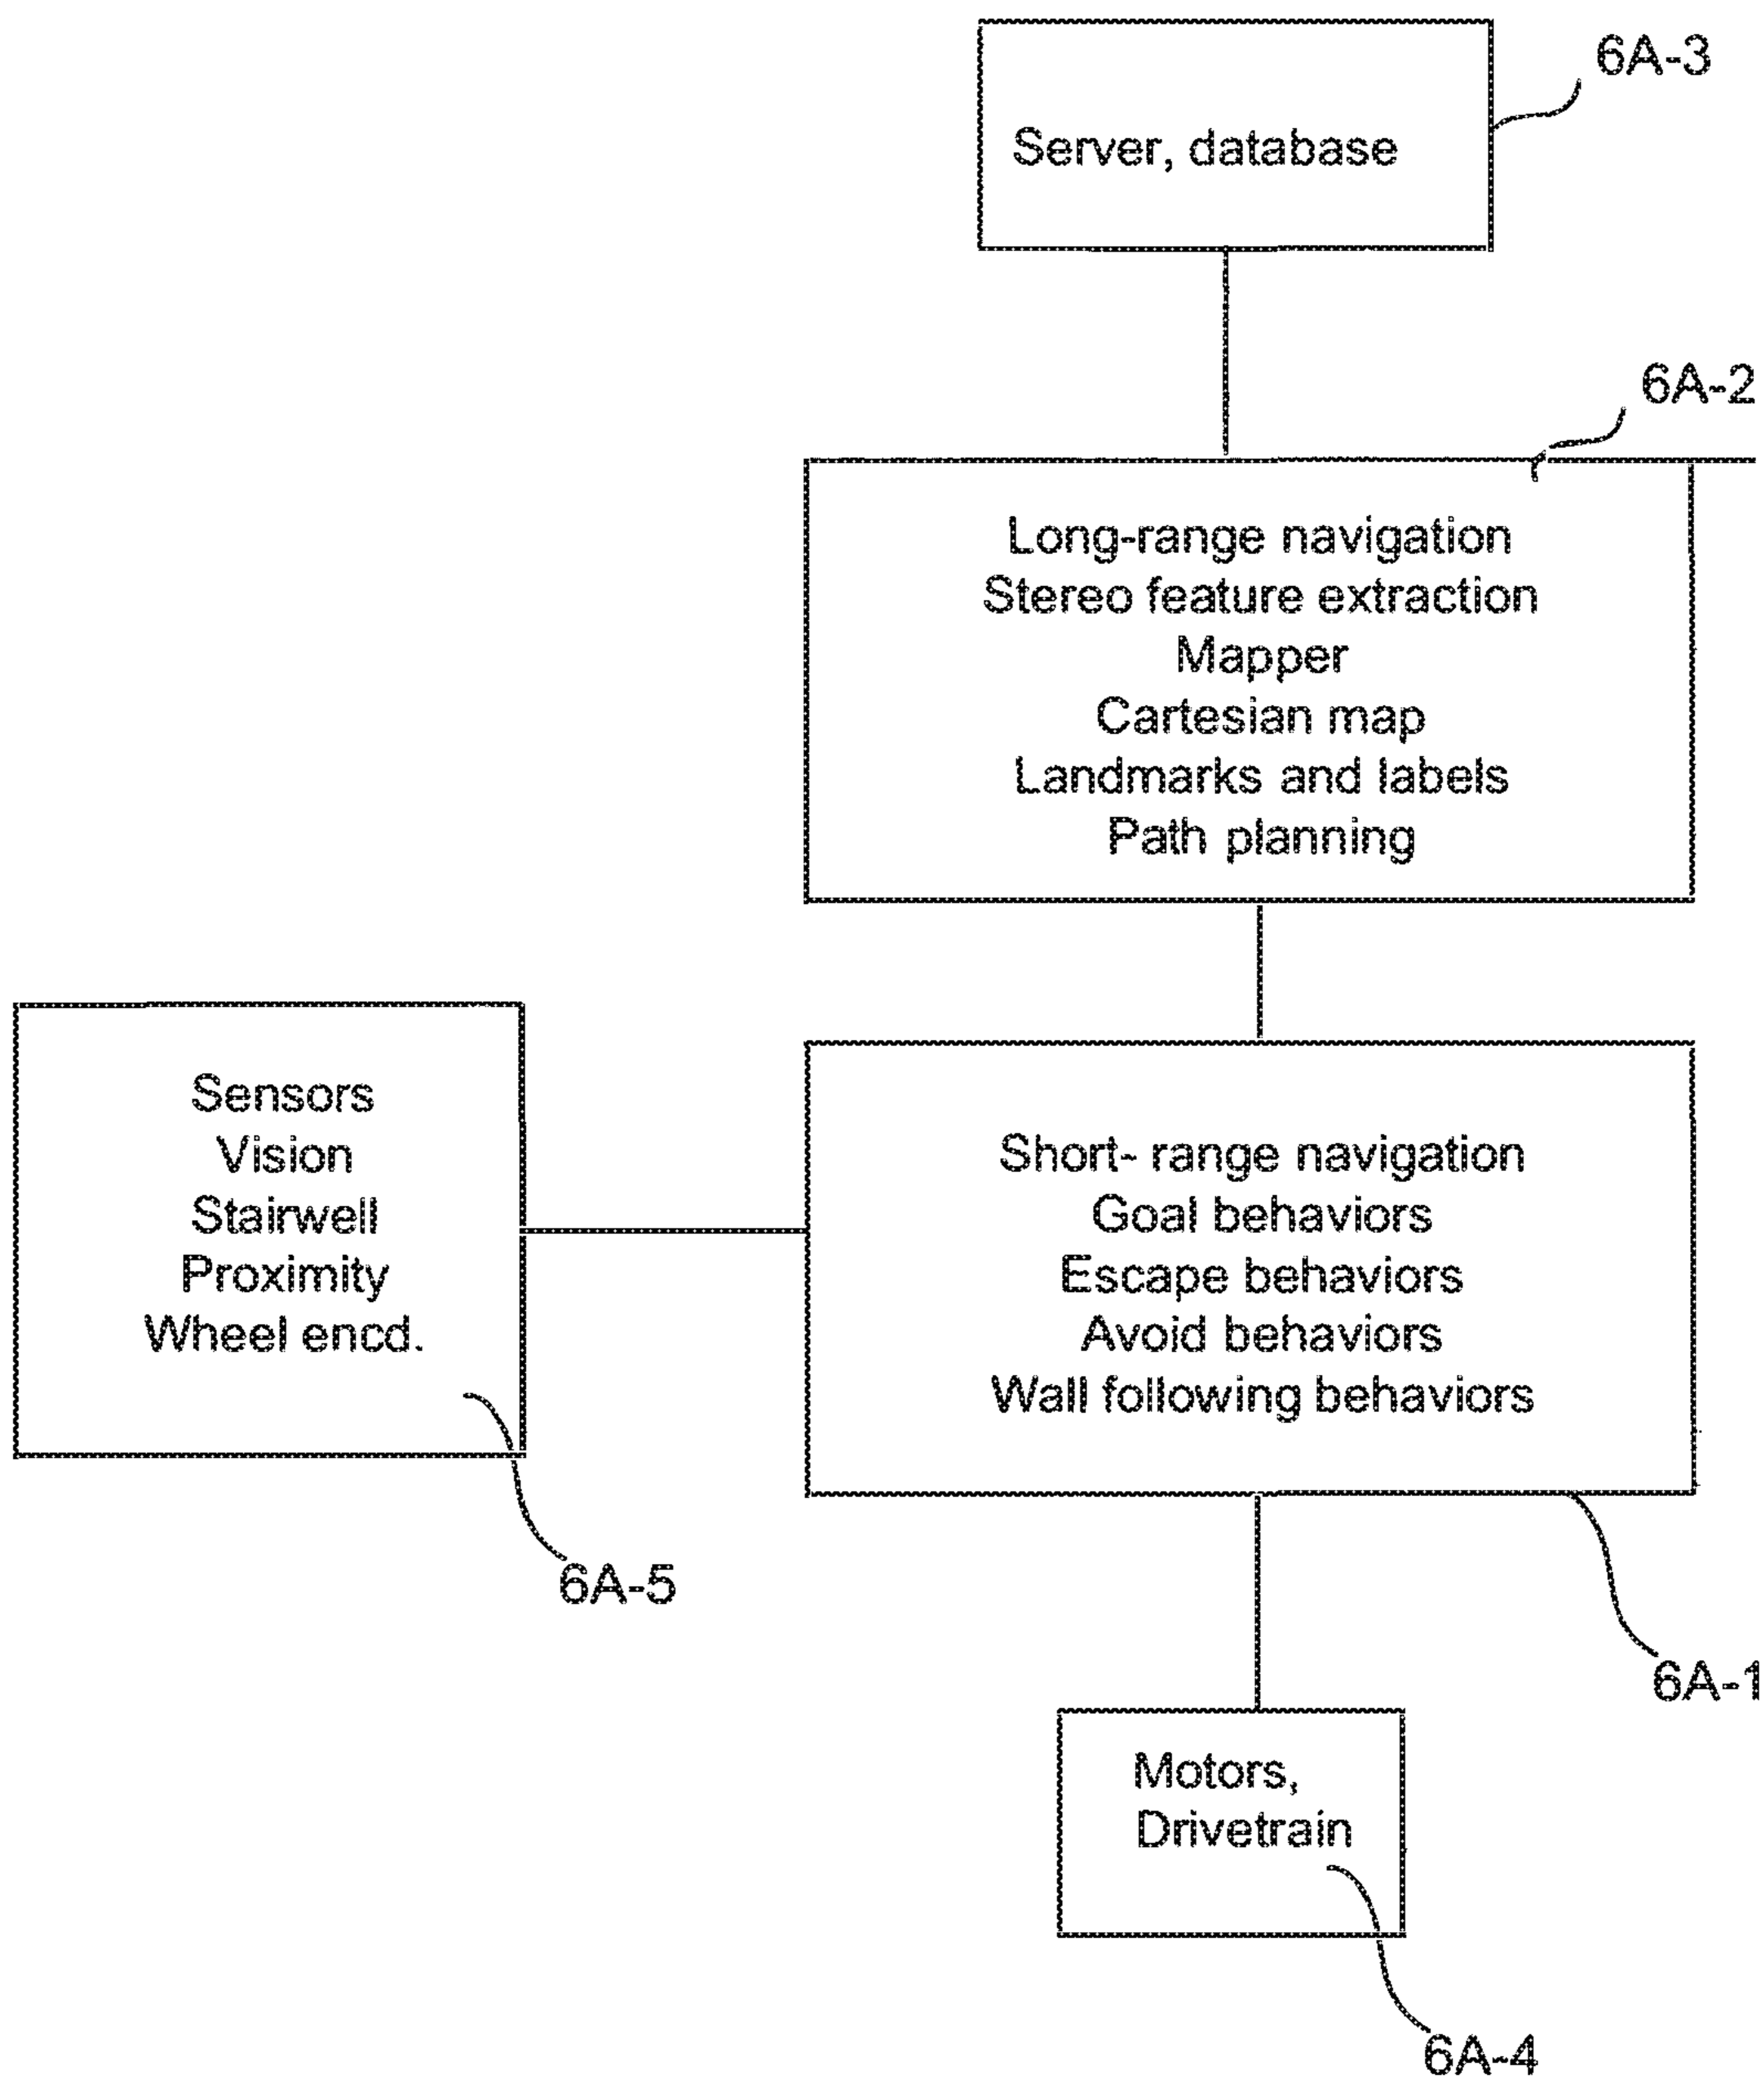 6A-3
Server, database
6A-2
Long-range navigation
Stereo feature extraction
Mapper
Cartesian map
Landmarks and labels
Path planning
Sensors
Vision
Stairwell
Proximity
Wheel encd.
6A-5
Short- range navigation
Goal behaviors
Escape behaviors
Avoid behaviors
Wall following behaviors
6A-1
Motors,
Drivetrain
6A-4